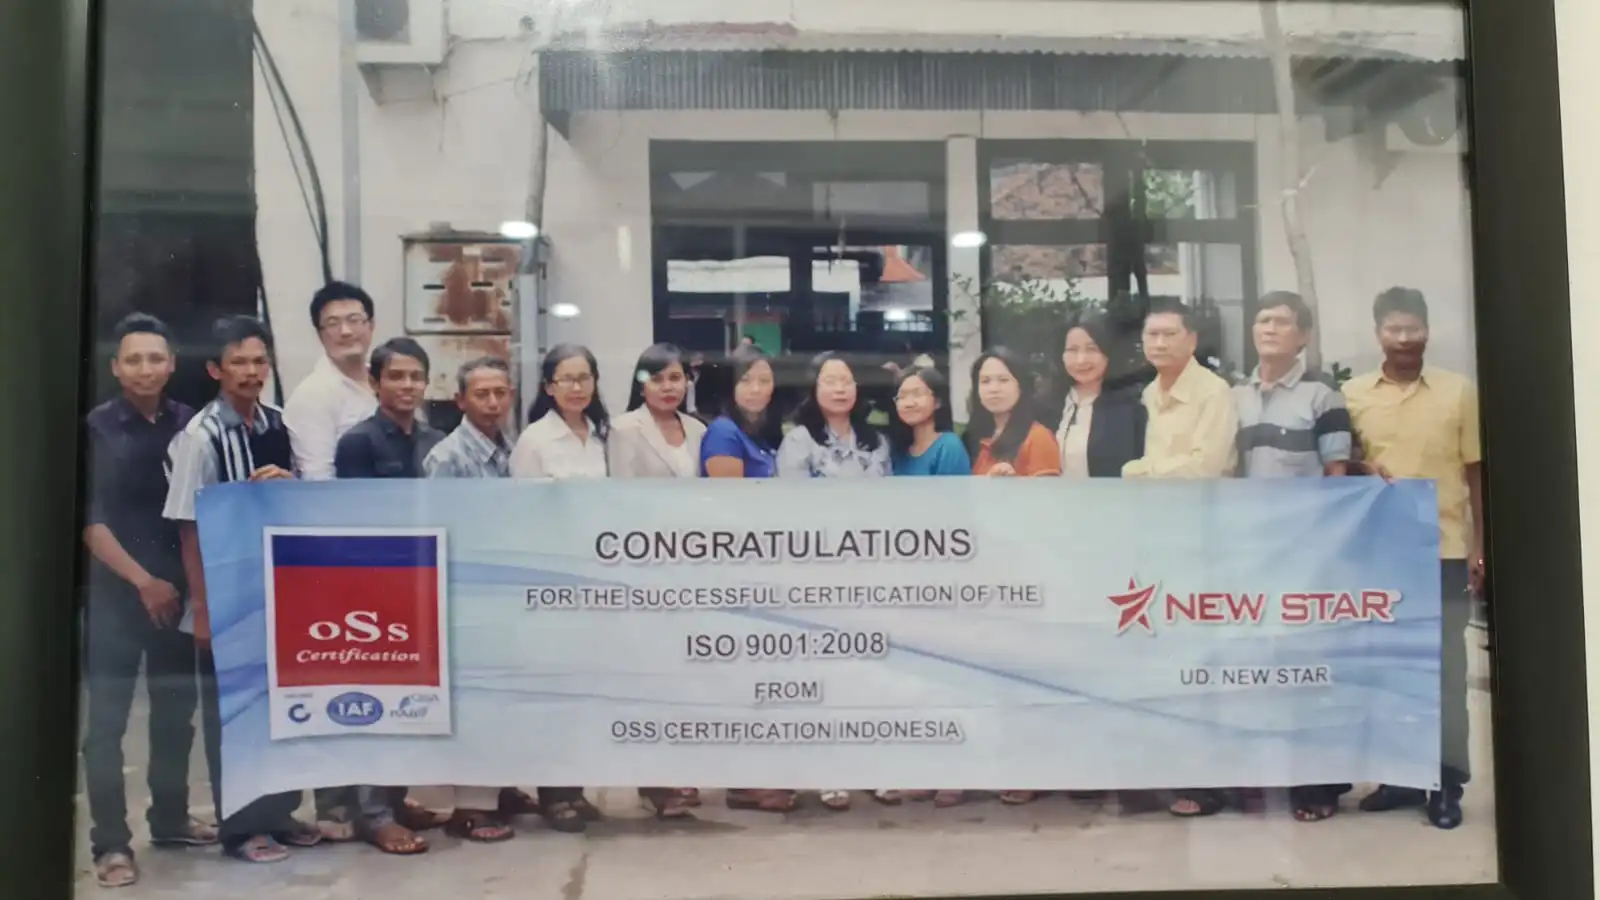 CONGRATULATIONS
FOR THE SUCCESSFUL CERTIFICATION OF THE
ISO 9001:2008
FROM
OSS CERTIFICATION INDONESIA
oSs
Certification
IAF
NEW STAR
UD. NEW STAR